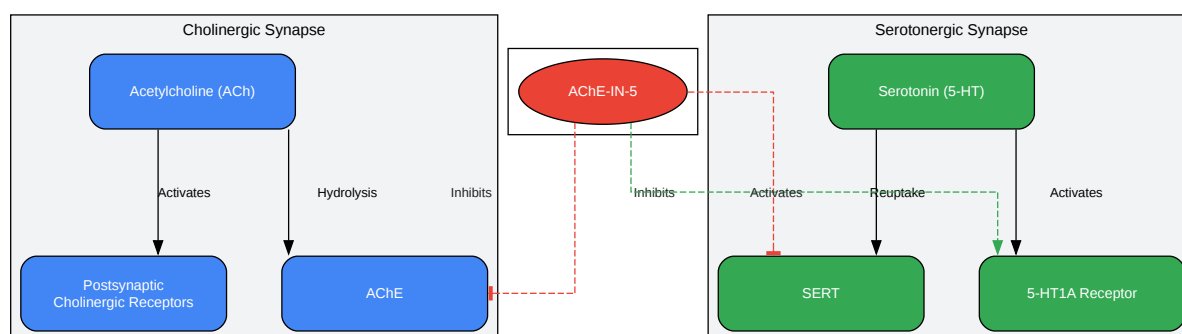 Cholinergic Synapse
Serotonergic Synapse
Acetylcholine (ACh)
AChE-IN-5
Serotonin (5-HT)
Activates
Hydrolysis
Inhibits
Inhibits
Activates
Reuptake
Activates
Postsynaptic
Cholinergic Receptors
AChE
SERT
5-HT1A Receptor